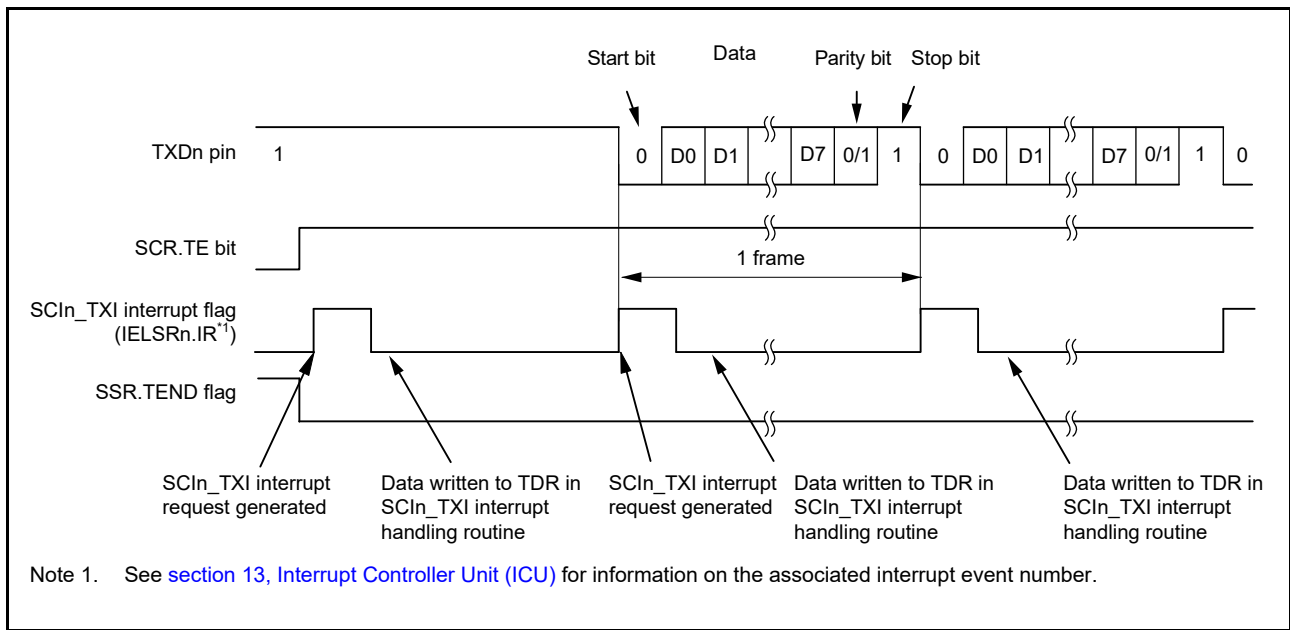 Start bit Data Parity bit Stop bit
TXDn pin 1 0 D0 D1 D7 0/1 1 0 D0 D1 D7 0/1 1 0
SCR.TE bit
1 frame
SCIn_TXI interrupt flag
(IELSRn.IR*1)
SSR.TEND flag
SCIn_TXI interrupt
request generated
Data written to TDR in
SCIn_TXI interrupt
handling routine
SCIn_TXI interrupt
request generated
Data written to TDR in
SCIn_TXI interrupt
handling routine
Data written to TDR in
SCIn_TXI interrupt
handling routine
Note 1. See section 13, Interrupt Controller Unit (ICU) for information on the associated interrupt event number.